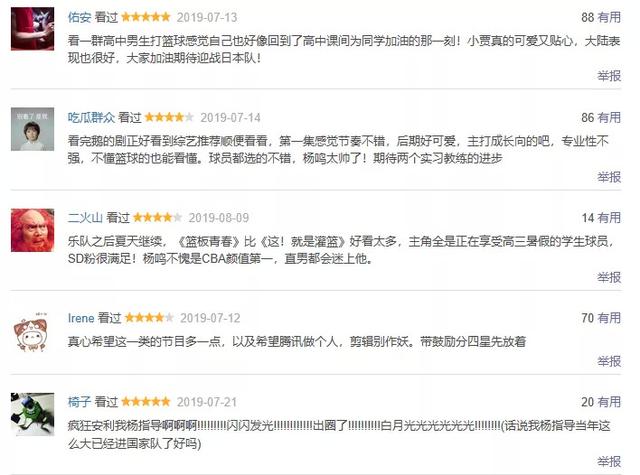 佑安 看过 ★★★★★ 2019-07-13 88 有用
看一群高中男生打篮球感觉自己也好像回到了高中课间为同学加油的那一刻！小贾真的可爱又贴心，大陆表
现也很好，大家加油期待迎战日本队！
举报
吃瓜群众 看过 ★★★★☆ 2019-07-14 86 有用
看完鹅的剧正好看到综艺推荐顺便看看，第一集感觉节奏不错，后期好可爱，主打成长向的吧，专业性不
强，不懂篮球的也能看懂。球员都选的不错，杨鸣太帅了！期待两个实习教练的进步
举报
二火山 看过 ★★★★☆ 2019-08-09 14 有用
乐队之后夏天继续，《篮板青春》比《这！就是灌篮》好看太多，主角全是正在享受高三暑假的学生球员，
SD粉很满足！杨鸣不愧是CBA颜值第一，直男都会迷上他。
举报
Irene 看过 ★★★★☆ 2019-07-12 70 有用
真心希望这一类的节目多一点，以及希望腾讯做个人，剪辑别作妖。带鼓励分四星先放着
举报
椅子 看过 ★★★★★ 2019-07-21 20 有用
疯狂安利我杨指导啊啊啊!!!!!!!!!闪闪发光!!!!!!!!!!!!出圈了!!!!!!!!!!白月光光光光光光!!!!!!!!(话说我杨指导当年这
么大已经进国家队了好吗)
举报